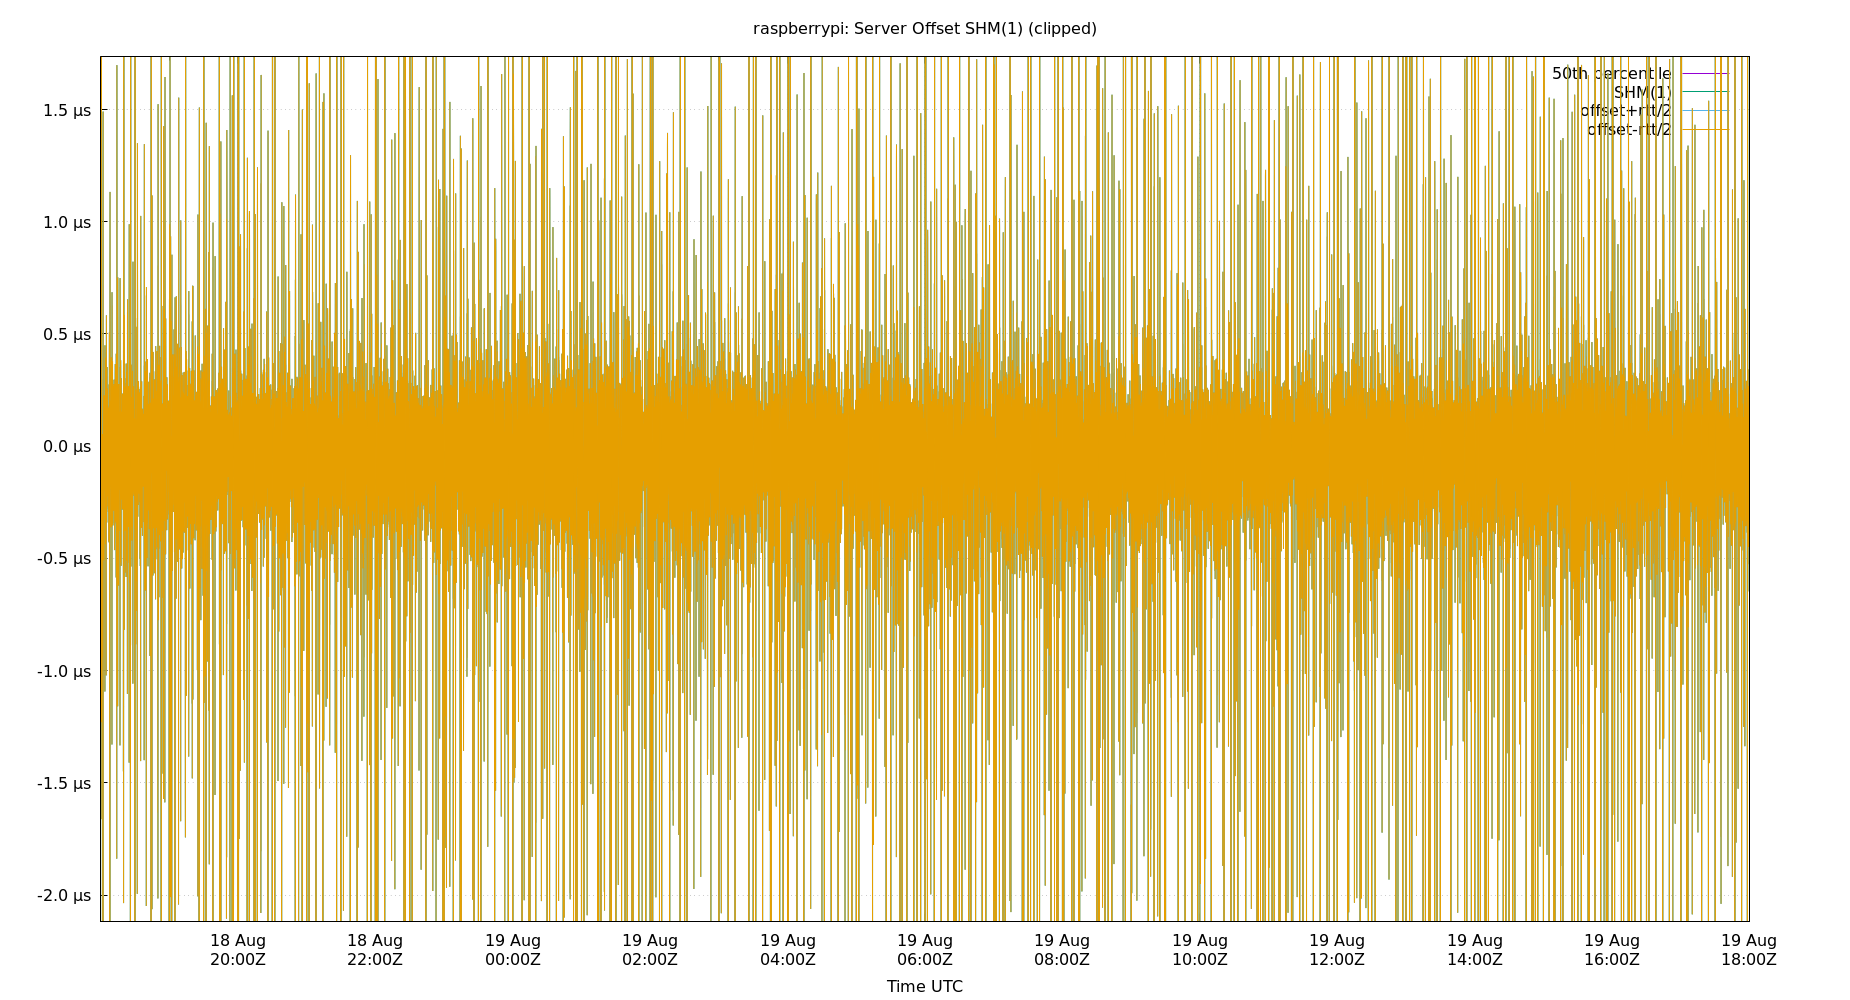 raspberrypi: Server Offset SHM(1) (clipped)
50th percentile
SHM(1)
offset+rtt/2
offset-rtt/2
1.5 µs
1.0 µs
0.5 µs
0.0 µs
-0.5 µs
-1.0 µs
-1.5 µs
-2.0 µs
18 Aug 18 Aug 19 Aug 19 Aug 19 Aug 19 Aug 19 Aug 19 Aug 19 Aug 19 Aug 19 Aug 19 Aug
20:00Z 22:00Z 00:00Z 02:00Z 04:00Z 06:00Z 08:00Z 10:00Z 12:00Z 14:00Z 16:00Z 18:00Z
Time UTC